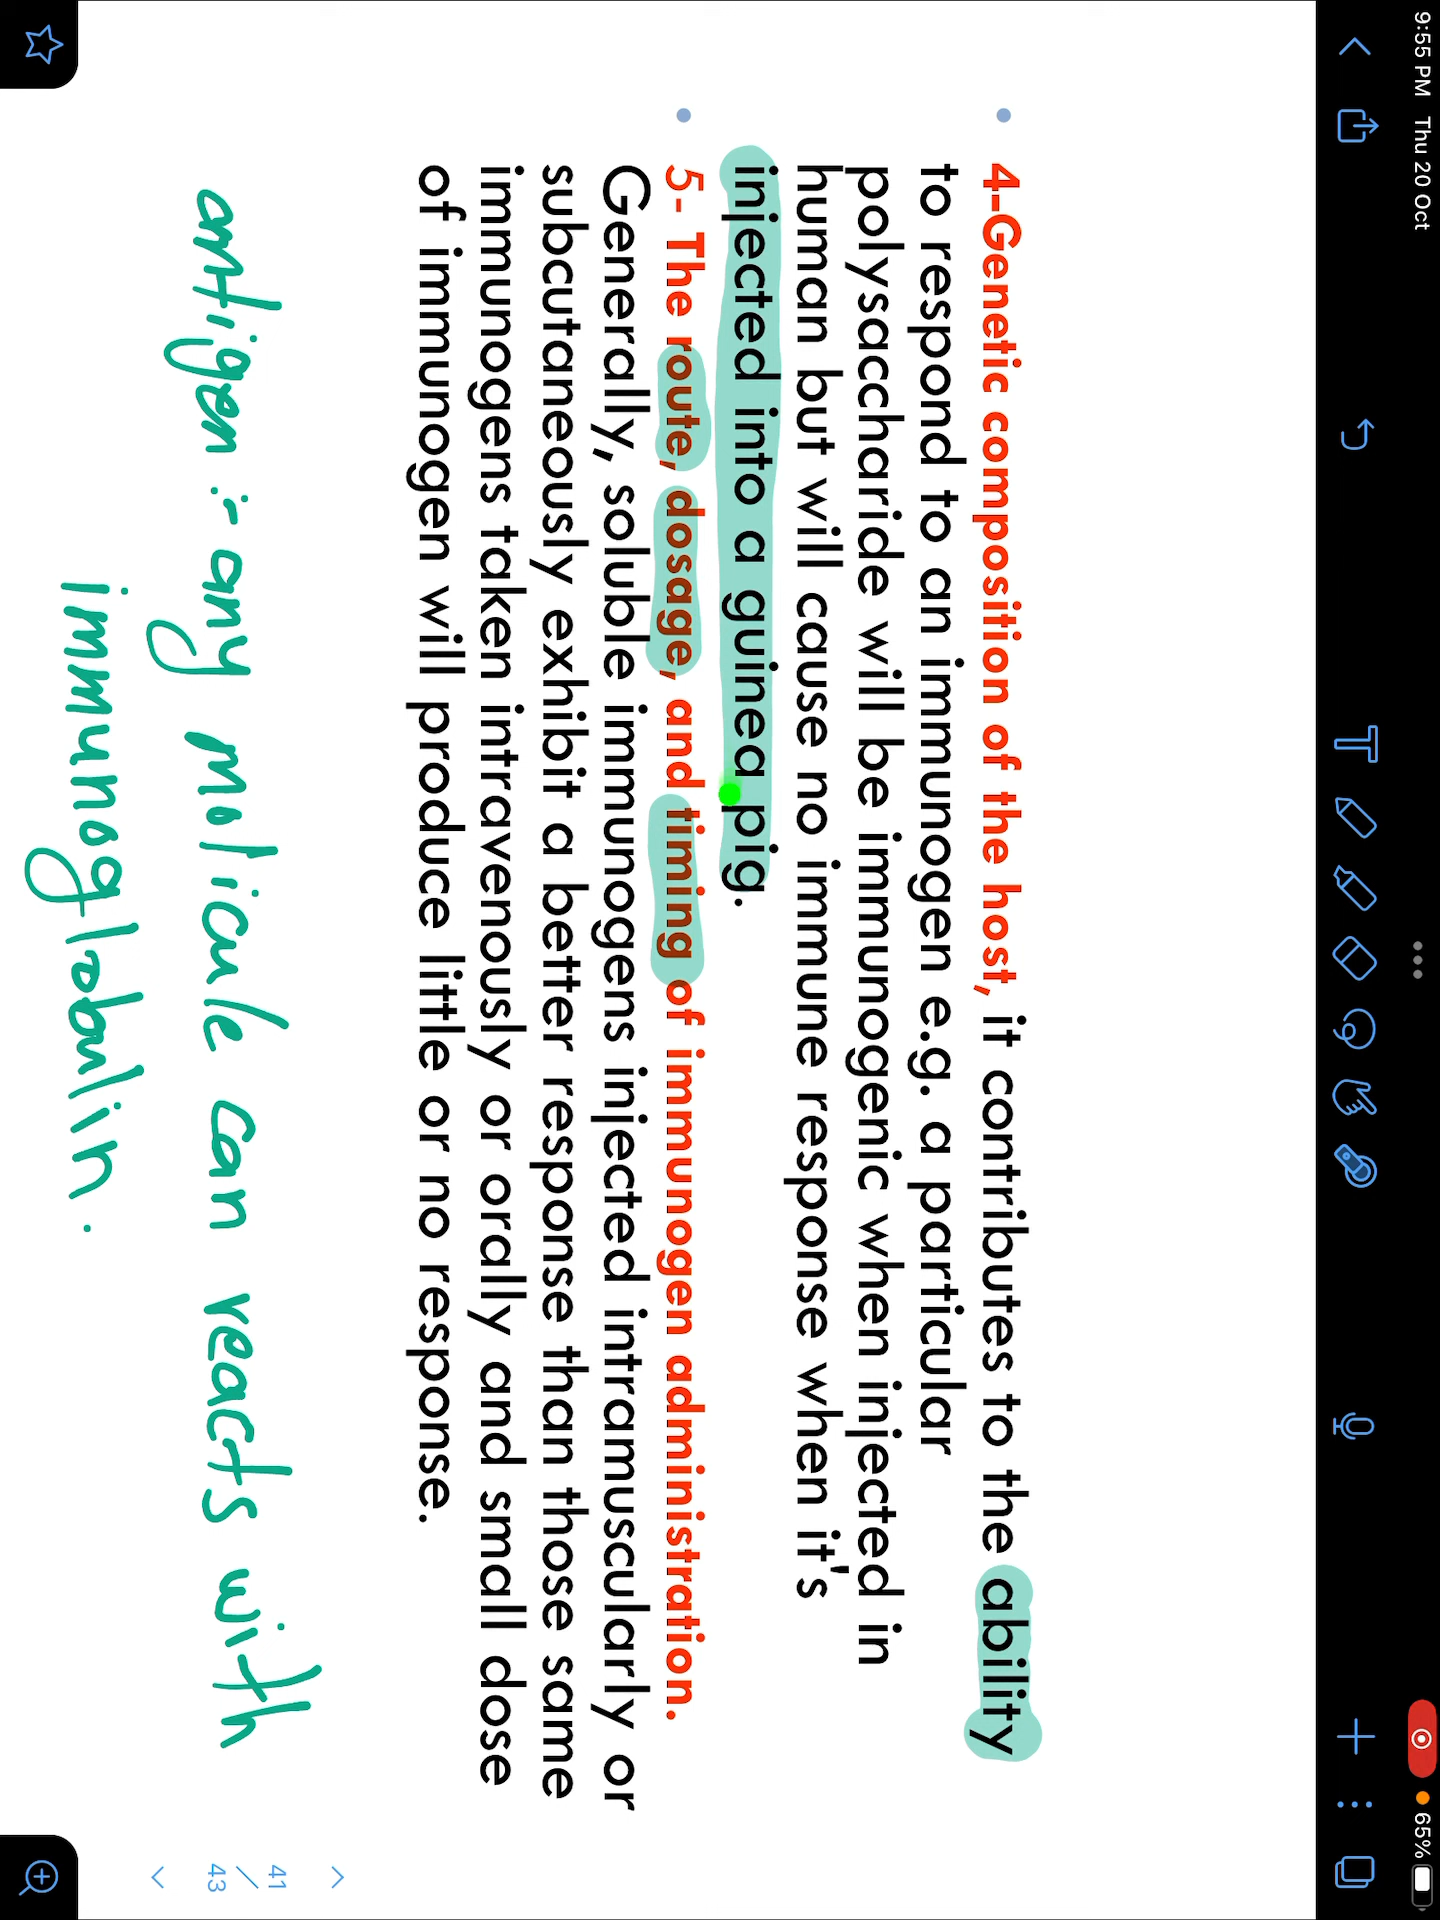 9:55 PM Thu 20 Oct
65%
4-Genetic composition of the host, it contributes to the ability
to respond to an immunogen e.g. a particular
polysaccharide will be immunogenic when injected in
human but will cause no immune response when it's
injected into a guinea pig.
5- The route, dosage, and timing of immunogen administration.
Generally, soluble immunogens injected intramuscularly or
subcutaneously exhibit a better response than those same
immunogens taken intravenously or orally and small dose
of immunogen will produce little or no response.
antigen :- any molicule can reacts with
immunoglobulin.
41 / 43